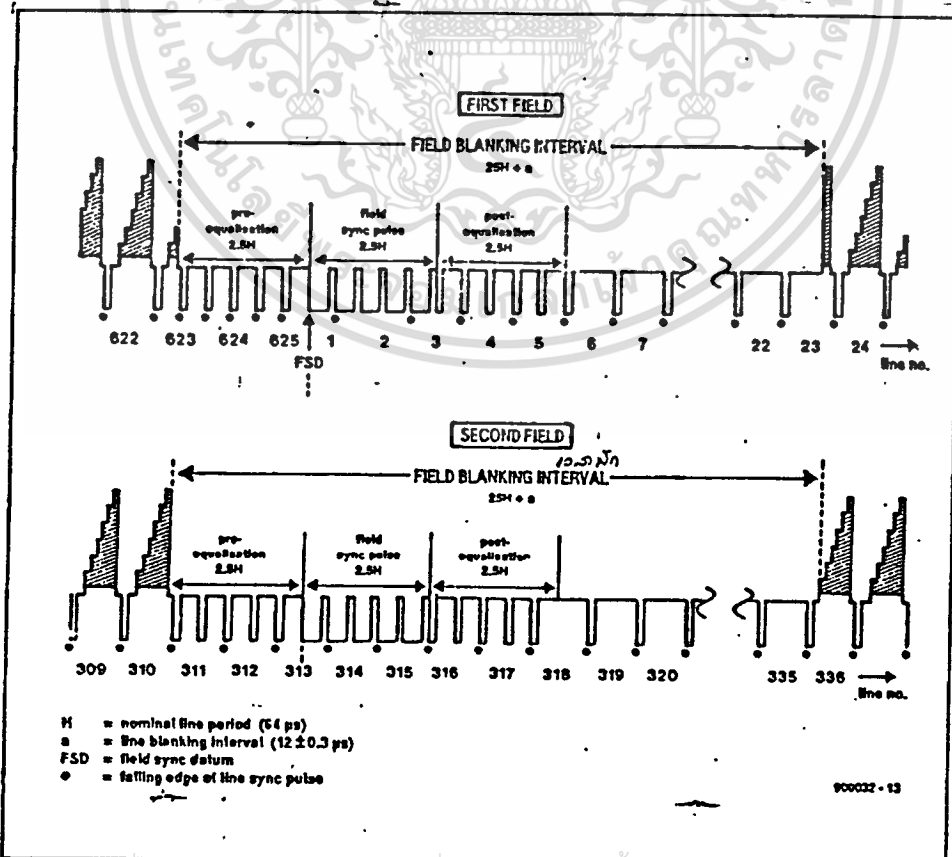 FIRST FIELD
FIELD BLANKING INTERVAL
25H + a
pre-equalisation 2.5H
field sync pulse 2.5H
post-equalisation 2.5H
622 623 624 625 1 2 3 4 5 6 7 22 23 24
FSD
line no.
SECOND FIELD
FIELD BLANKING INTERVAL
25H + a
pre-equalisation 2.5H
field sync pulse 2.5H
post-equalisation 2.5H
309 310 311 312 313 314 315 316 317 318 319 320 335 336
line no.
H = nominal line period (64 µs)
a = line blanking interval (12 ± 0.3 µs)
FSD = field sync datum
● = falling edge of line sync pulse
900032 - 13